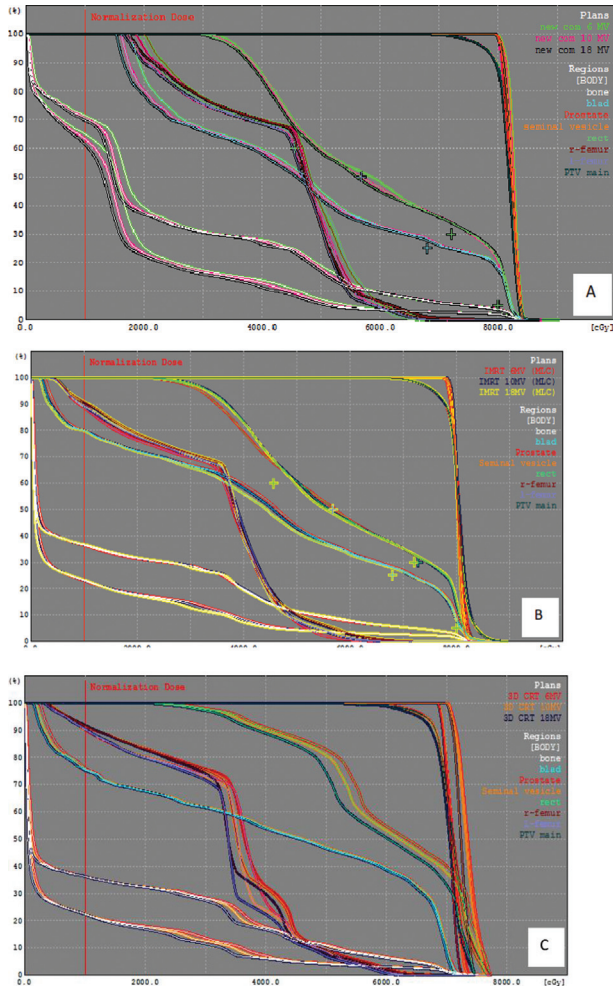 (%)
Normalization Dose
Plans
new com 6 MV
new com 10 MV
new com 18 MV
Regions
[BODY]
bone
blad
Prostate
seminal vesicle
rect
r-femur
PTV main
100
90
80
70
60
50
40
30
20
10
0
A
0.0
2000.0
4000.0
6000.0
8000.0
[cGy]
(%)
Normalization Dose
Plans
IMRT 6MV (MLC)
IMRT 10MV (MLC)
IMRT 18MV (MLC)
Regions
[BODY]
bone
blad
Prostate
Seminal vesicle
rect
r-femur
PTV main
100
90
80
70
60
50
40
30
20
10
0
B
(%)
Normalization Dose
Plans
3D CRT 6MV
3D CRT 10MV
3D CRT 18MV
Regions
[BODY]
bone
blad
Prostate
Seminal vesicle
rect
r-femur
l-femur
PTV main
100
90
80
70
60
50
40
30
20
10
0
C
0.0
2000.0
4000.0
6000.0
8000.0
[cGy]